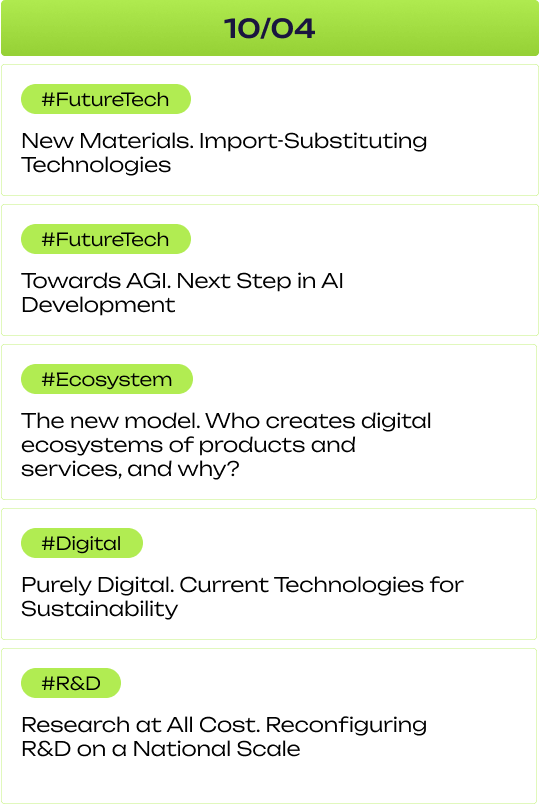 10/04
#FutureTech
New Materials. Import-Substituting
Technologies
#FutureTech
Towards AGI. Next Step in AI
Development
#Ecosystem
The new model. Who creates digital
ecosystems of products and
services, and why?
#Digital
Purely Digital. Current Technologies for
Sustainability
#R&D
Research at All Cost. Reconfiguring
R&D on a National Scale